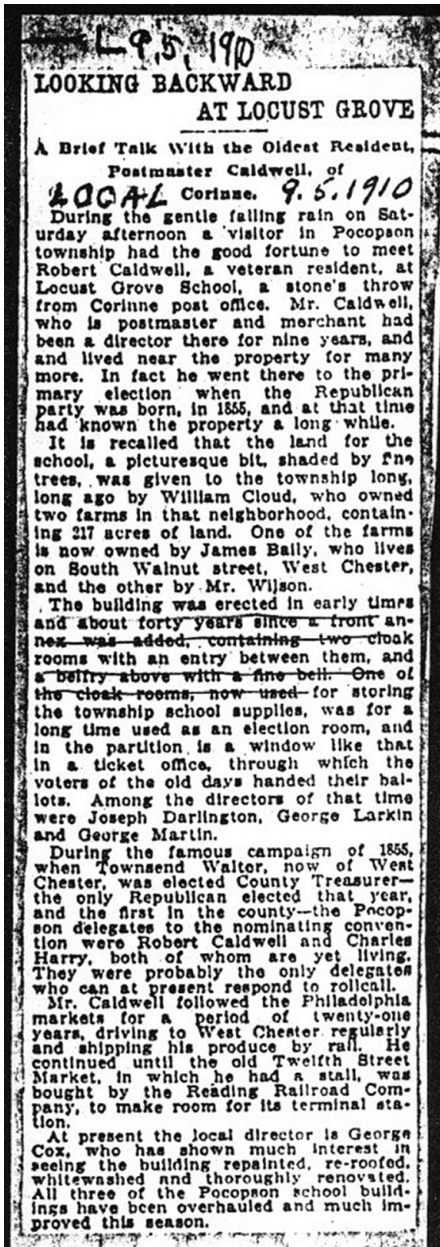 L 9.5.1910
LOOKING BACKWARD
AT LOCUST GROVE
A Brief Talk With the Oldest Resident,
Postmaster Caldwell, of
LOCAL Corinne. 9.5.1910
During the gentle falling rain on Sat-
urday afternoon a visitor in Pocopson
township had the good fortune to meet
Robert Caldwell, a veteran resident, at
Locust Grove School, a stone's throw
from Corinne post office. Mr. Caldwell,
who is postmaster and merchant had
been a director there for nine years, and
and lived near the property for many
more. In fact he went there to the pri-
mary election when the Republican
party was born, in 1855, and at that time
had known the property a long while.
It is recalled that the land for the
school, a picturesque bit, shaded by fine
trees, was given to the township long,
long ago by William Cloud, who owned
two farms in that neighborhood, contain-
ing 217 acres of land. One of the farms
is now owned by James Baily, who lives
on South Walnut street, West Chester,
and the other by Mr. Wilson.
The building was erected in early times
and about forty years since a front an-
nex was added, containing two cloak
rooms with an entry between them, and
a belfry above with a fine bell. One of
the cloak rooms, now used for storing
the township school supplies, was for a
long time used as an election room, and
in the partition is a window like that
in a ticket office, through which the
voters of the old days handed their bal-
lots. Among the directors of that time
were Joseph Darlington, George Larkin
and George Martin.
During the famous campaign of 1855,
when Townsend Walter, now of West
Chester, was elected County Treasurer—
the only Republican elected that year,
and the first in the county—the Pocop-
son delegates to the nominating conven-
tion were Robert Caldwell and Charles
Harry, both of whom are yet living.
They were probably the only delegates
who can at present respond to rollcall.
Mr. Caldwell followed the Philadelphia
markets for a period of twenty-one
years, driving to West Chester regularly
and shipping his produce by rail. He
continued until the old Twelfth Street
Market, in which he had a stall, was
bought by the Reading Railroad Com-
pany, to make room for its terminal sta-
tion.
At present the local director is George
Cox, who has shown much interest in
seeing the building repainted, re-roofed,
whitewashed and thoroughly renovated.
All three of the Pocopson school build-
ings have been overhauled and much im-
proved this season.